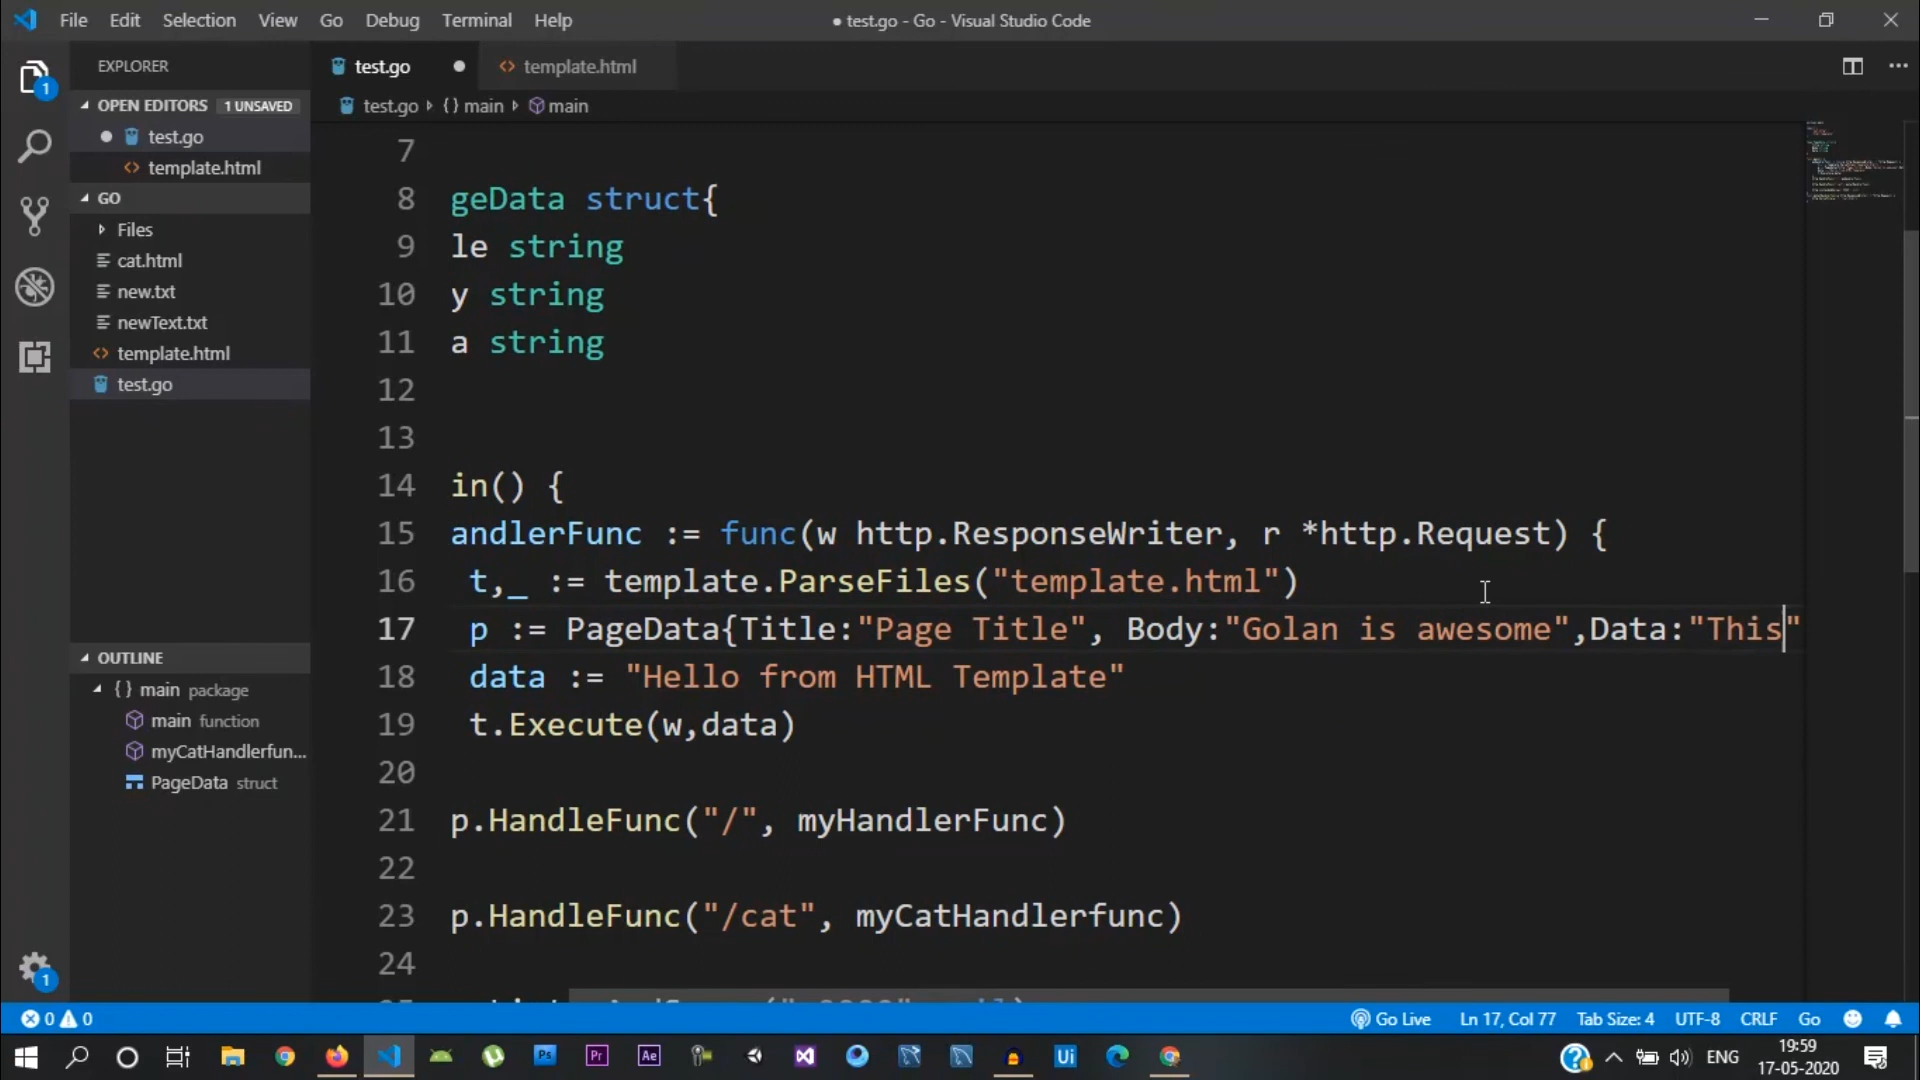 File Edit Selection View Go Debug Terminal Help
● test.go - Go - Visual Studio Code
EXPLORER
OPEN EDITORS 1 UNSAVED
test.go
template.html
GO
Files
cat.html
new.txt
newText.txt
template.html
test.go
OUTLINE
{} main package
main function
myCatHandlerfun...
PageData struct
test.go template.html
test.go {} main main
7
8 geData struct{
9 le string
10 y string
11 a string
12
13
14 in() {
15 andlerFunc := func(w http.ResponseWriter, r *http.Request) {
16 t,_ := template.ParseFiles("template.html")
17 p := PageData{Title:"Page Title", Body:"Golan is awesome",Data:"This"
18 data := "Hello from HTML Template"
19 t.Execute(w,data)
20
21 p.HandleFunc("/", myHandlerFunc)
22
23 p.HandleFunc("/cat", myCatHandlerfunc)
24
1
1
0 0 Go Live Ln 17, Col 77 Tab Size: 4 UTF-8 CRLF Go
Ps Pr Ae Ui ENG
19:59
17-05-2020